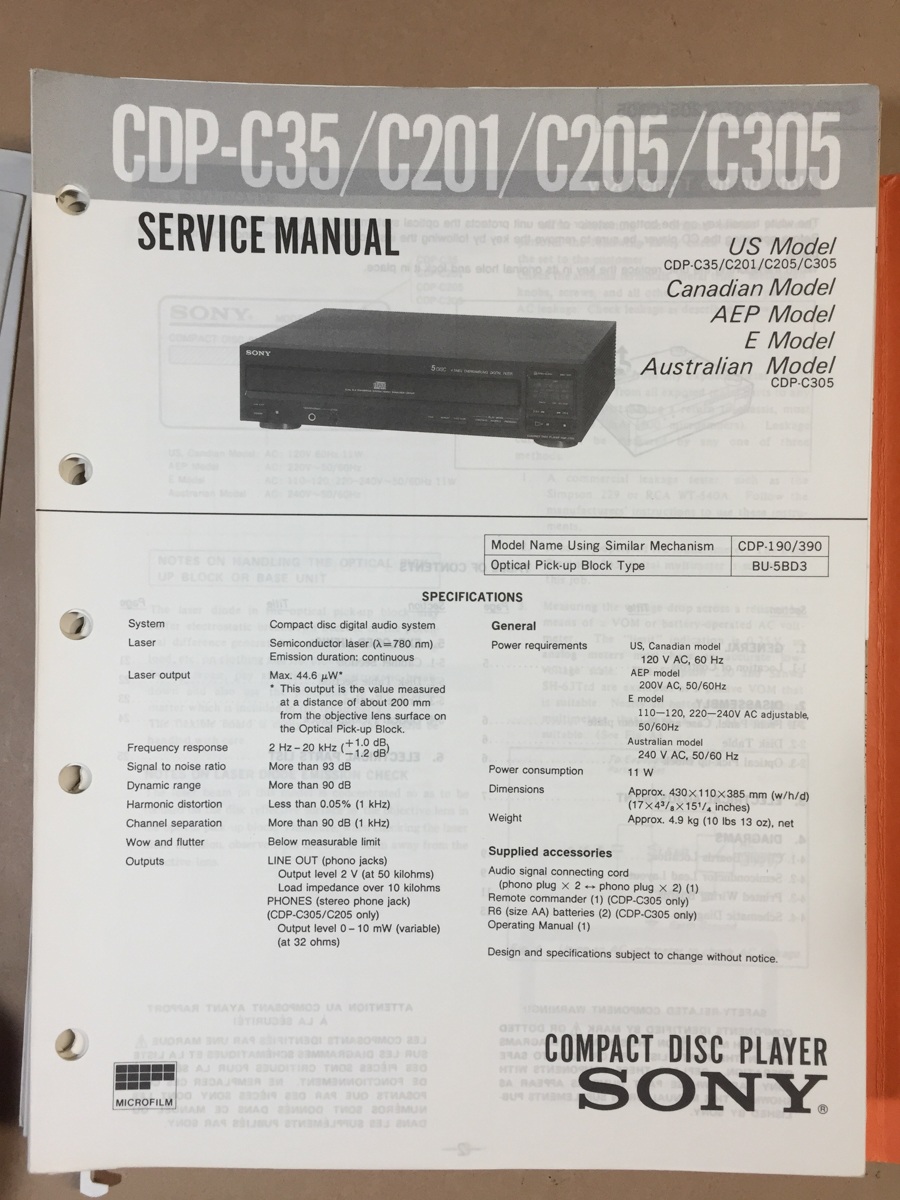 CDP-C35/C201/C205/C305
SERVICE MANUAL
US Model
CDP-C35/C201/C205/C305
Canadian Model
AEP Model
E Model
Australian Model
CDP-C305
SONY
5 DISC
Model Name Using Similar Mechanism CDP-190/390
Optical Pick-up Block Type BU-5BD3
SPECIFICATIONS
System Compact disc digital audio system
Laser Semiconductor laser (λ=780 nm)
Emission duration: continuous
Laser output Max. 44.6 μW*
* This output is the value measured
at a distance of about 200 mm
from the objective lens surface on
the Optical Pick-up Block.
Frequency response 2 Hz–20 kHz (+1.0 dB/−1.2 dB)
Signal to noise ratio More than 93 dB
Dynamic range More than 90 dB
Harmonic distortion Less than 0.05% (1 kHz)
Channel separation More than 90 dB (1 kHz)
Wow and flutter Below measurable limit
Outputs LINE OUT (phono jacks)
Output level 2 V (at 50 kilohms)
Load impedance over 10 kilohms
PHONES (stereo phone jack)
(CDP-C305/C205 only)
Output level 0–10 mW (variable)
(at 32 ohms)
General
Power requirements US, Canadian model
120 V AC, 60 Hz
AEP model
200V AC, 50/60Hz
E model
110—120, 220—240V AC adjustable,
50/60Hz
Australian model
240 V AC, 50/60 Hz
Power consumption 11 W
Dimensions Approx. 430×110×385 mm (w/h/d)
(17×4 3/8×15 1/4 inches)
Weight Approx. 4.9 kg (10 lbs 13 oz), net
Supplied accessories
Audio signal connecting cord
(phono plug × 2 ↔ phono plug × 2) (1)
Remote commander (1) (CDP-C305 only)
R6 (size AA) batteries (2) (CDP-C305 only)
Operating Manual (1)
Design and specifications subject to change without notice.
MICROFILM
COMPACT DISC PLAYER
SONY®